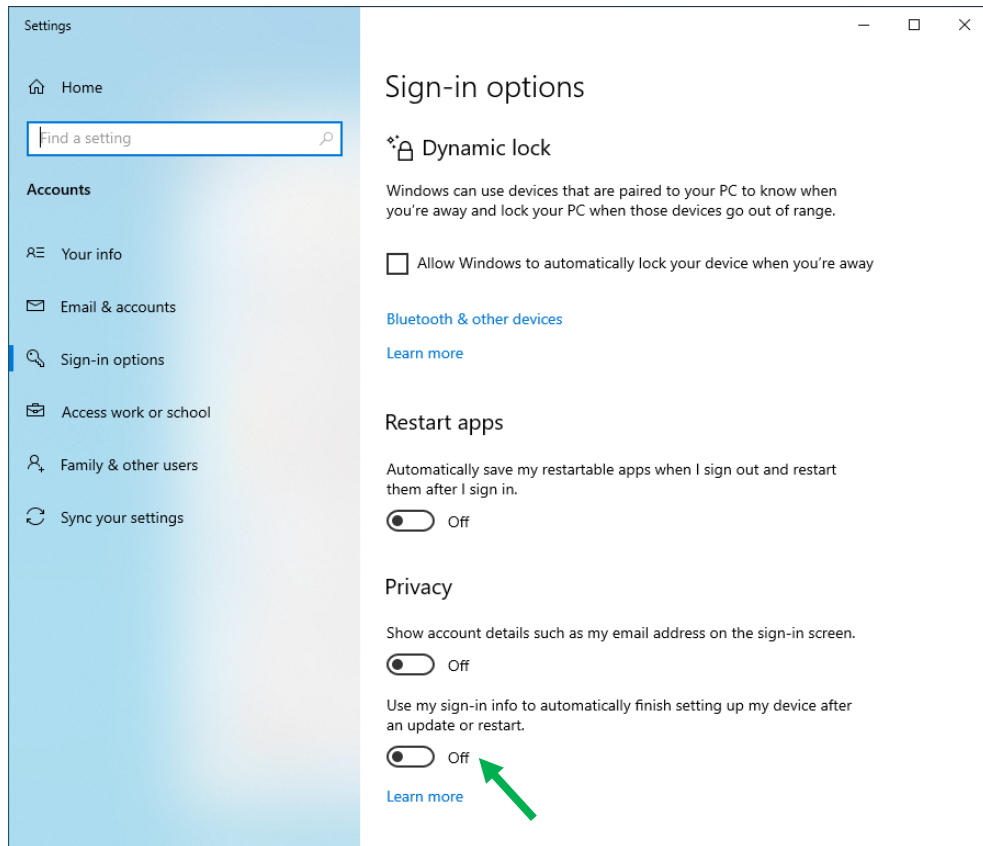 Settings
Home
Find a setting
Accounts
Your info
Email & accounts
Sign-in options
Access work or school
Family & other users
Sync your settings
Sign-in options
Dynamic lock
Windows can use devices that are paired to your PC to know when
you're away and lock your PC when those devices go out of range.
Allow Windows to automatically lock your device when you're away
Bluetooth & other devices
Learn more
Restart apps
Automatically save my restartable apps when I sign out and restart
them after I sign in.
Off
Privacy
Show account details such as my email address on the sign-in screen.
Off
Use my sign-in info to automatically finish setting up my device after
an update or restart.
Off
Learn more